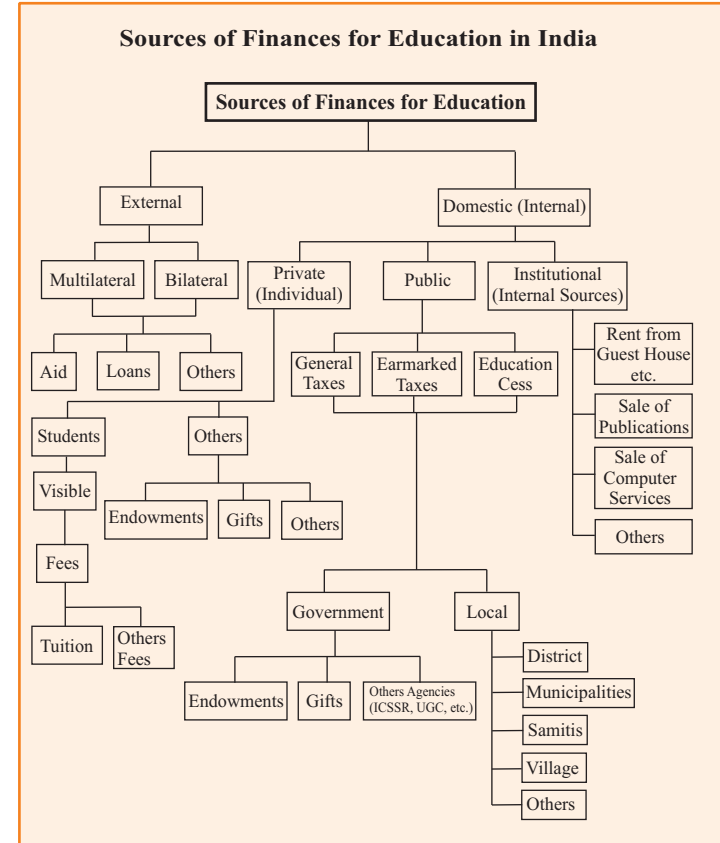 Sources of Finances for Education in India
Sources of Finances for Education
External
Domestic (Internal)
Multilateral
Bilateral
Private
(Individual)
Public
Institutional
(Internal Sources)
Aid
Loans
Others
General
Taxes
Earmarked
Taxes
Education
Cess
Rent from
Guest House
etc.
Sale of
Publications
Sale of
Computer
Services
Others
Students
Others
Visible
Endowments
Gifts
Others
Fees
Tuition
Others
Fees
Government
Local
Endowments
Gifts
Others Agencies
(ICSSR, UGC, etc.)
District
Municipalities
Samitis
Village
Others